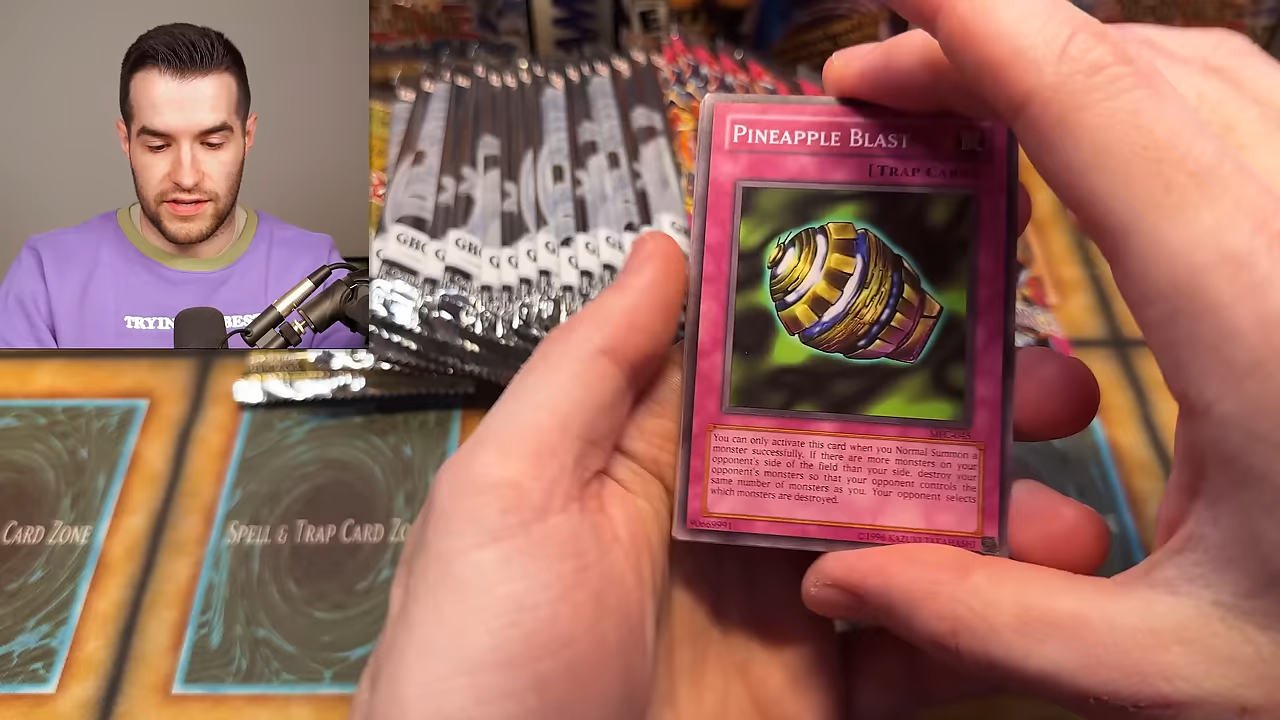 PINEAPPLE BLAST
[TRAP CARD
You can only activate this card when you Normal Summon a
monster successfully. If there are more monsters on your
opponent's side of the field than your side, destroy your
opponent's monsters so that your opponent controls the
same number of monsters as you. Your opponent selects
which monsters are destroyed.
90669991
©1996 KAZUKI TAKAHASHI
GHO
GH
G
G
G
G
CARD ZONE
SPELL & TRAP CARD ZO